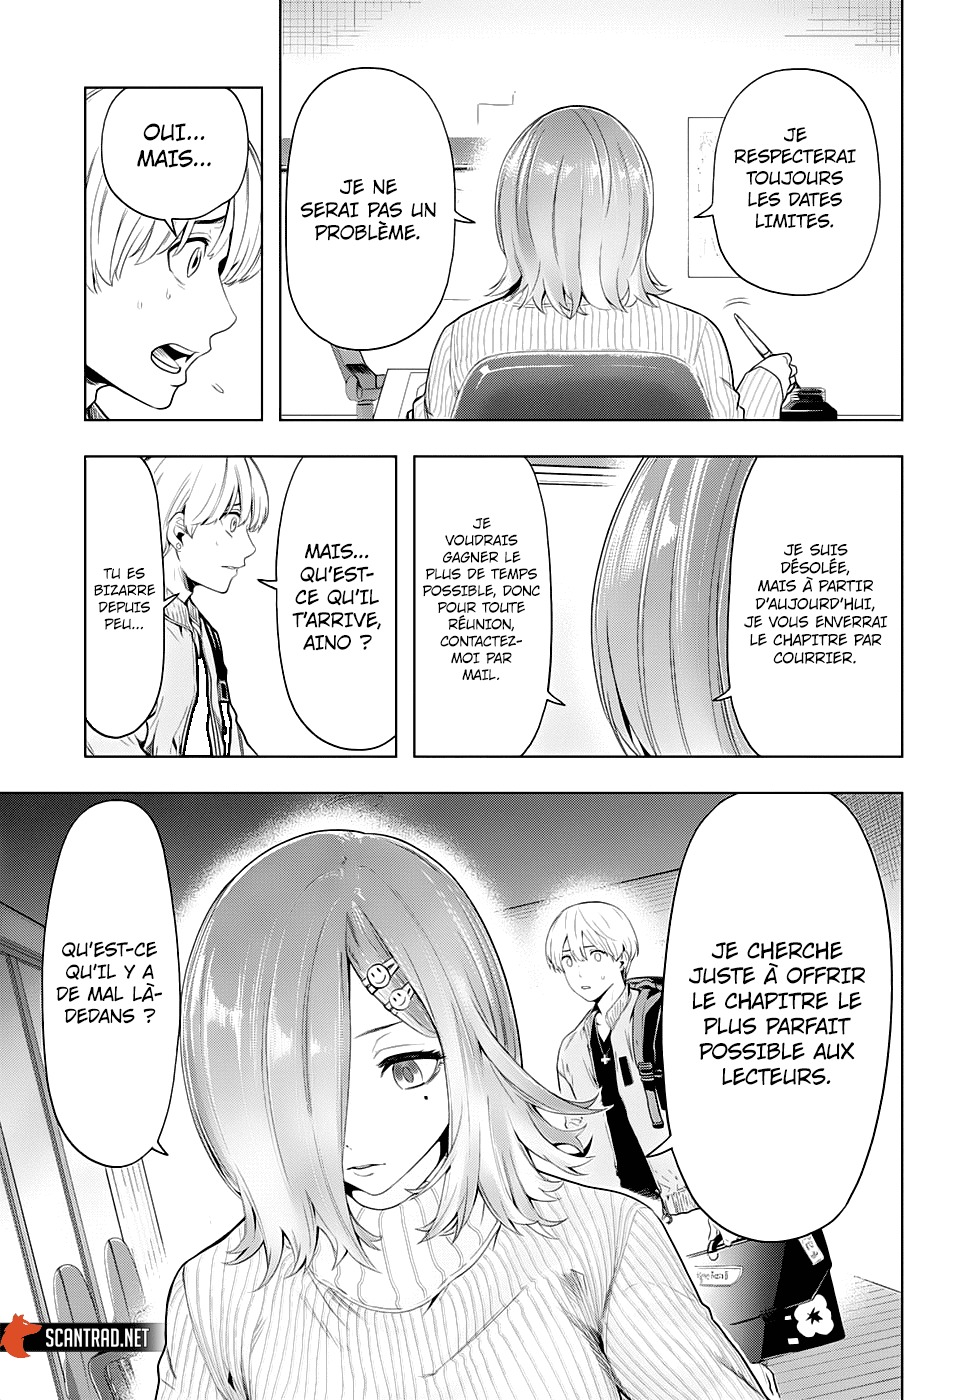 JE
RESPECTERAI
TOUJOURS
LES DATES
LIMITES.
JE NE
SERAI PAS UN
PROBLÈME.
OUI...
MAIS...
JE SUIS
DÉSOLÉE,
MAIS À PARTIR
D'AUJOURD'HUI,
JE VOUS ENVERRAI
LE CHAPITRE PAR
COURRIER.
JE
VOUDRAIS
GAGNER LE
PLUS DE TEMPS
POSSIBLE, DONC
POUR TOUTE
RÉUNION,
CONTACTEZ-
MOI PAR
MAIL.
MAIS...
QU'EST-
CE QU'IL
T'ARRIVE,
AINO ?
TU ES
BIZARRE
DEPUIS
PEU...
JE CHERCHE
JUSTE À OFFRIR
LE CHAPITRE LE
PLUS PARFAIT
POSSIBLE AUX
LECTEURS.
QU'EST-CE
QU'IL Y A
DE MAL LÀ-
DEDANS ?
SCANTRAD.NET